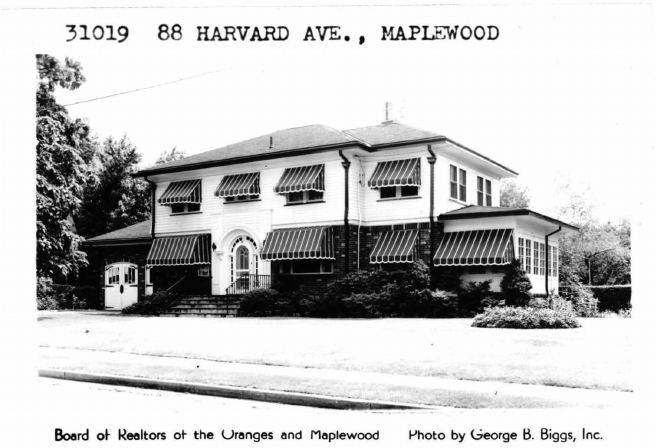 31019 88 HARVARD AVE., MAPLEWOOD
Board of Realtors of the Oranges and Maplewood Photo by George B. Biggs, Inc.